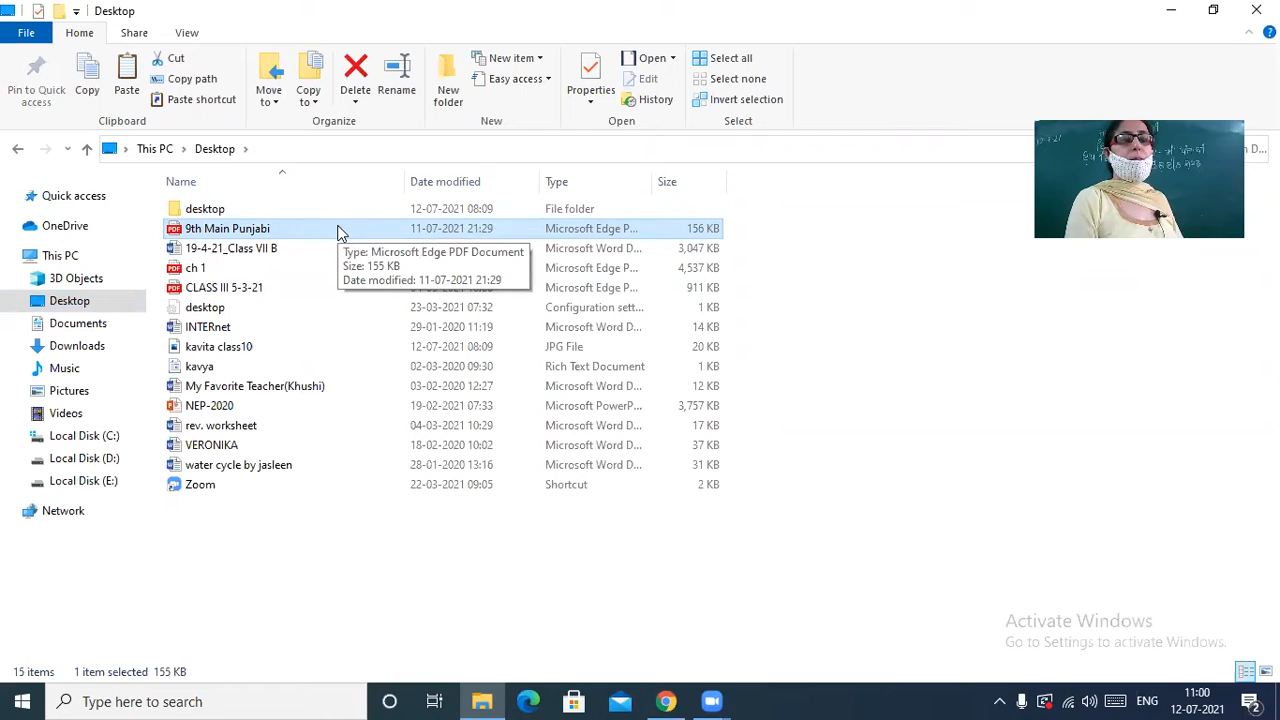 Desktop
File
Home
Share
View
Pin to Quick access
Copy
Paste
Cut
Copy path
Paste shortcut
Clipboard
Move to
Copy to
Delete
Rename
Organize
New folder
New item
Easy access
New
Properties
Open
Edit
History
Open
Select all
Select none
Invert selection
Select
This PC
Desktop
D...
Name
Date modified
Type
Size
Quick access
OneDrive
This PC
3D Objects
Desktop
Documents
Downloads
Music
Pictures
Videos
Local Disk (C:)
Local Disk (D:)
Local Disk (E:)
Network
desktop 12-07-2021 08:09 File folder
9th Main Punjabi 11-07-2021 21:29 Microsoft Edge P... 156 KB
19-4-21_Class VII B Microsoft Word D... 3,047 KB
ch 1 Microsoft Edge P... 4,537 KB
CLASS III 5-3-21 Microsoft Edge P... 911 KB
desktop 23-03-2021 07:32 Configuration sett... 1 KB
INTERnet 29-01-2020 11:19 Microsoft Word D... 14 KB
kavita class10 12-07-2021 08:09 JPG File 20 KB
kavya 02-03-2020 09:30 Rich Text Document 1 KB
My Favorite Teacher(Khushi) 03-02-2020 12:27 Microsoft Word D... 12 KB
NEP-2020 19-02-2021 07:33 Microsoft PowerP... 3,757 KB
rev. worksheet 04-03-2021 10:29 Microsoft Word D... 17 KB
VERONIKA 18-02-2020 10:02 Microsoft Word D... 37 KB
water cycle by jasleen 28-01-2020 13:16 Microsoft Word D... 31 KB
Zoom 22-03-2021 09:05 Shortcut 2 KB
Type: Microsoft Edge PDF Document
Size: 155 KB
Date modified: 11-07-2021 21:29
Activate Windows
Go to Settings to activate Windows.
15 items 1 item selected 155 KB
Type here to search
ENG
11:00
12-07-2021
2